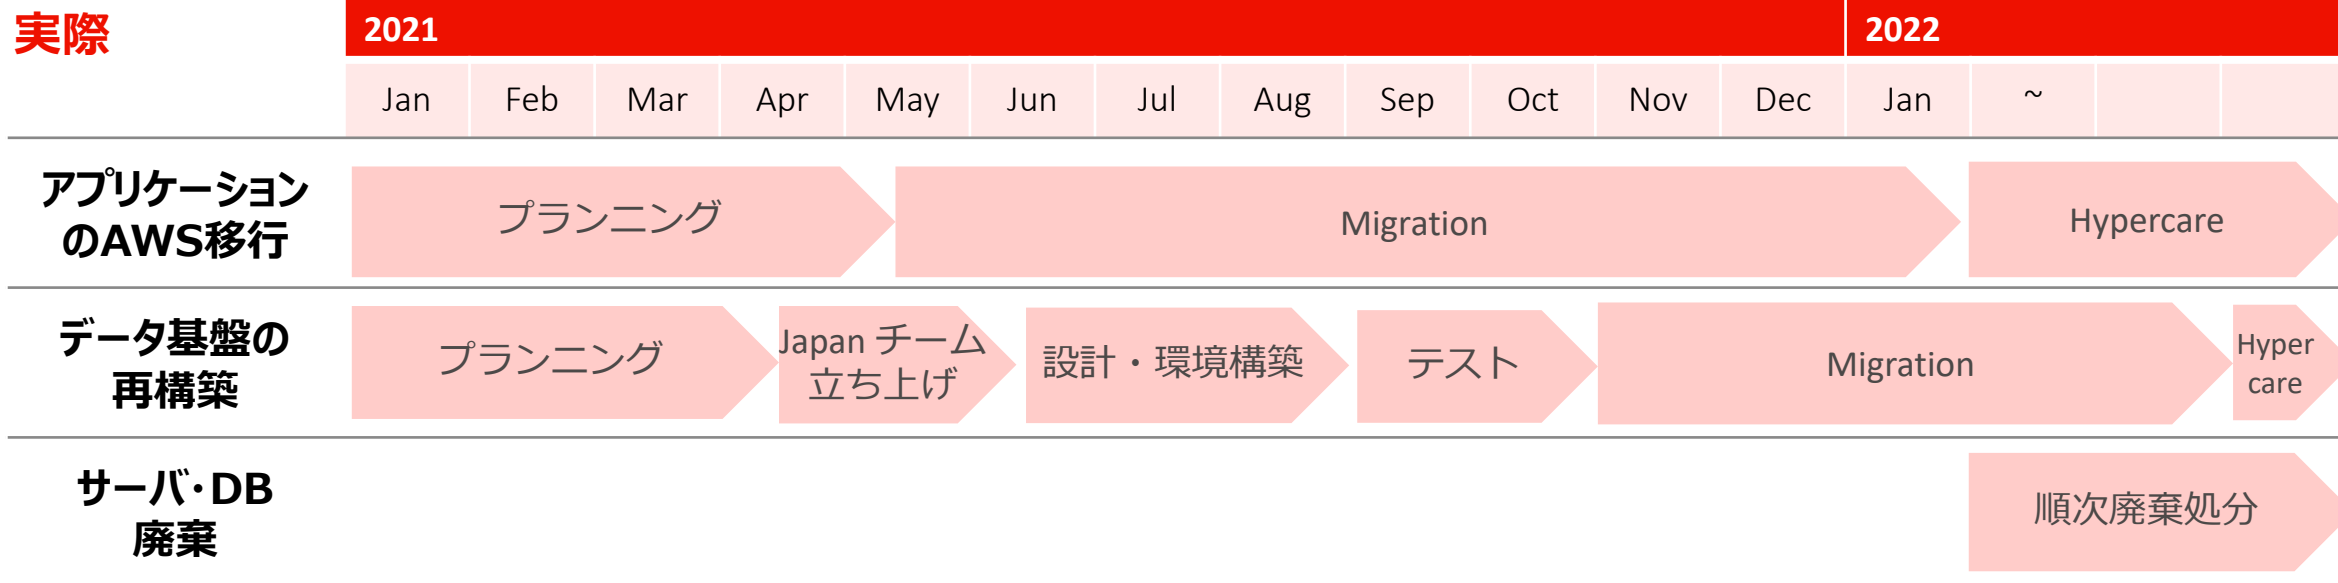 実際
2021
2022
Jan
Feb
Mar
Apr
May
Jun
Jul
Aug
Sep
Oct
Nov
Dec
Jan
~
アプリケーション
のAWS移行
プランニング
Migration
Hypercare
データ基盤の
再構築
プランニング
Japan チーム
立ち上げ
設計・環境構築
テスト
Migration
Hyper
care
サーバ・DB
廃棄
順次廃棄処分